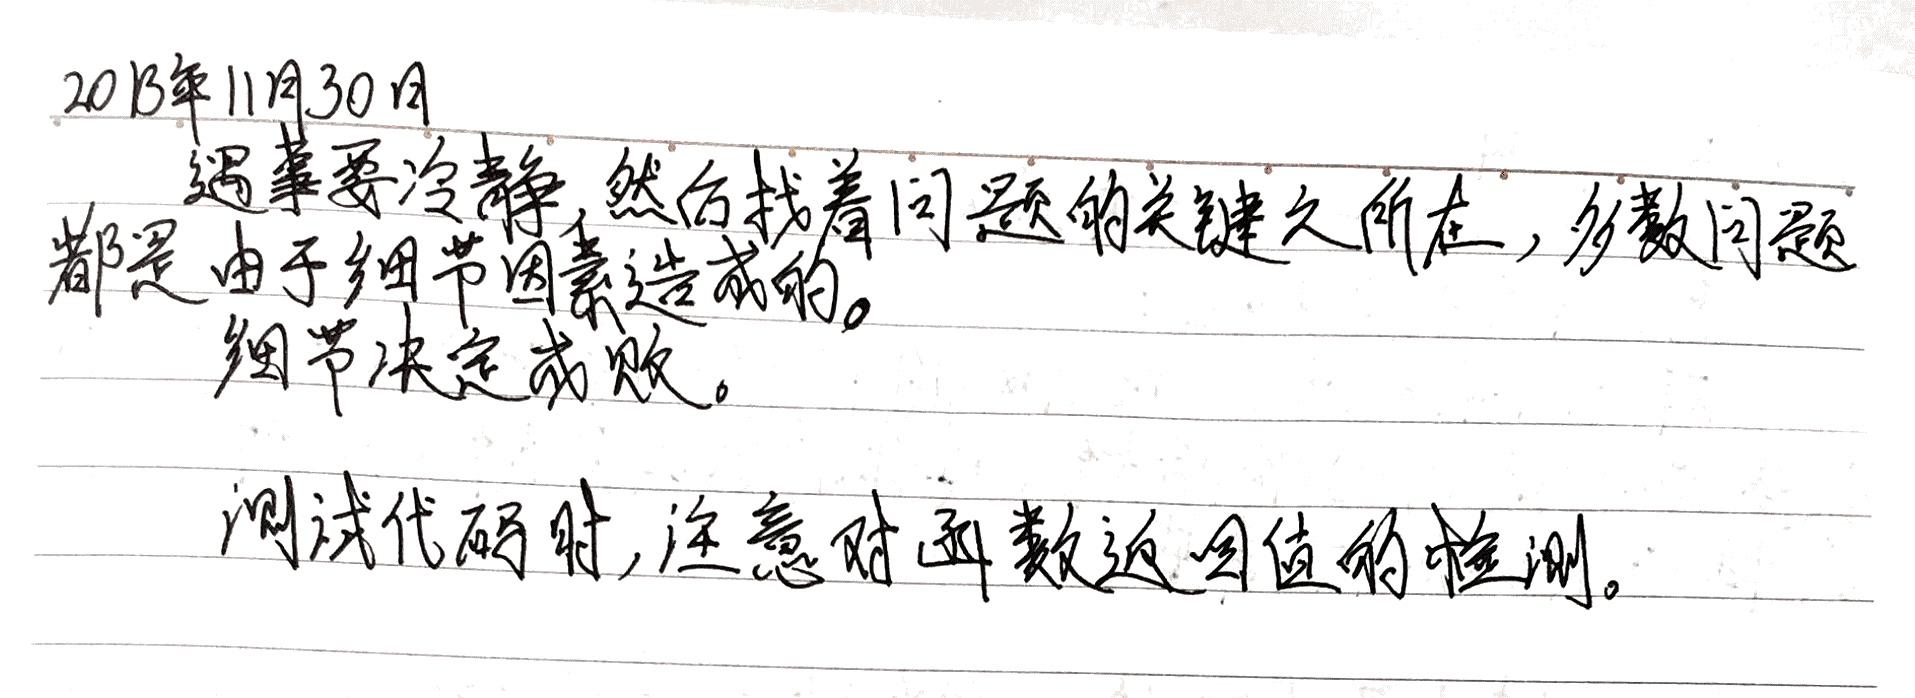 2013年11月30日
遇事要冷静,然后找着问题的关键之所在,多数问题
都是由于细节因素造成的。
细节决定成败。
测试代码时,注意对函数返回值的检测。